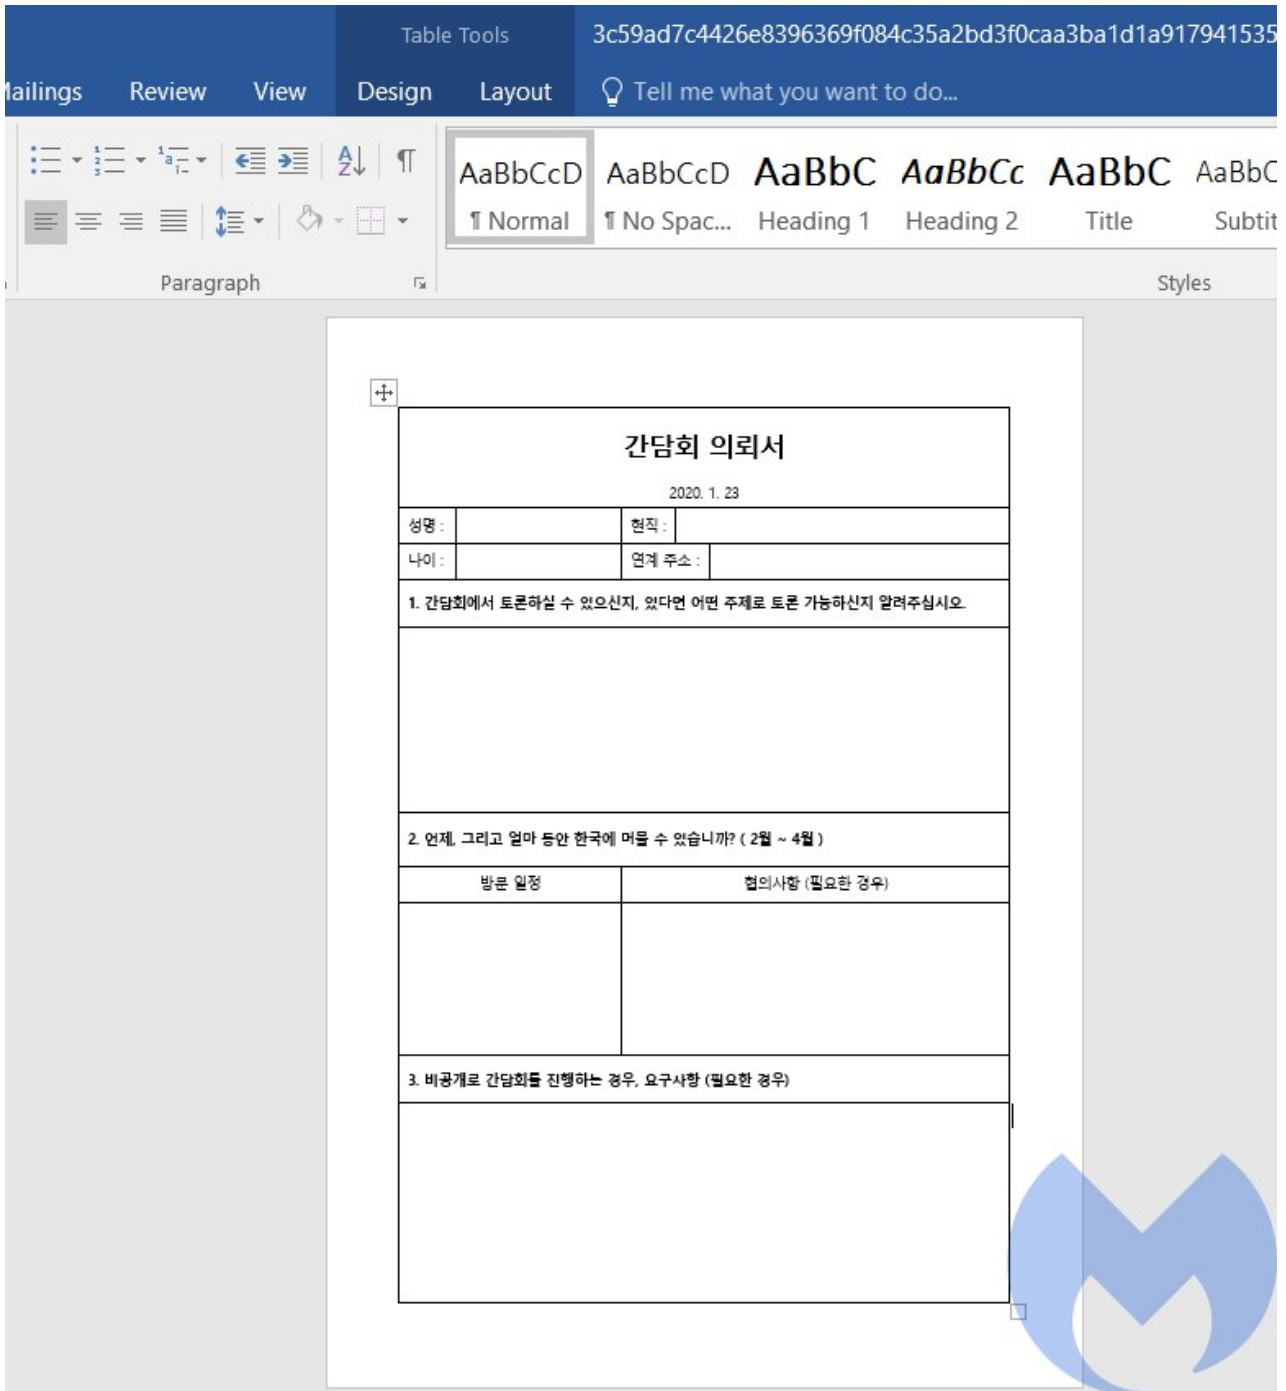 Table Tools
3c59ad7c4426e8396369f084c35a2bd3f0caa3ba1d1a917941535
Mailings Review View Design Layout Tell me what you want to do...
AaBbCcD AaBbCcD AaBbC AaBbCc AaBbC AaBbC
¶ Normal ¶ No Spac... Heading 1 Heading 2 Title Subtit
Paragraph Styles
간담회 의뢰서
2020. 1. 23
성명 : 현직 :
나이 : 연계 주소 :
1. 간담회에서 토론하실 수 있으신지, 있다면 어떤 주제로 토론 가능하신지 알려주십시오.
2. 언제, 그리고 얼마 동안 한국에 머물 수 있습니까? ( 2월 ~ 4월 )
방문 일정 협의사항 (필요한 경우)
3. 비공개로 간담회를 진행하는 경우, 요구사항 (필요한 경우)